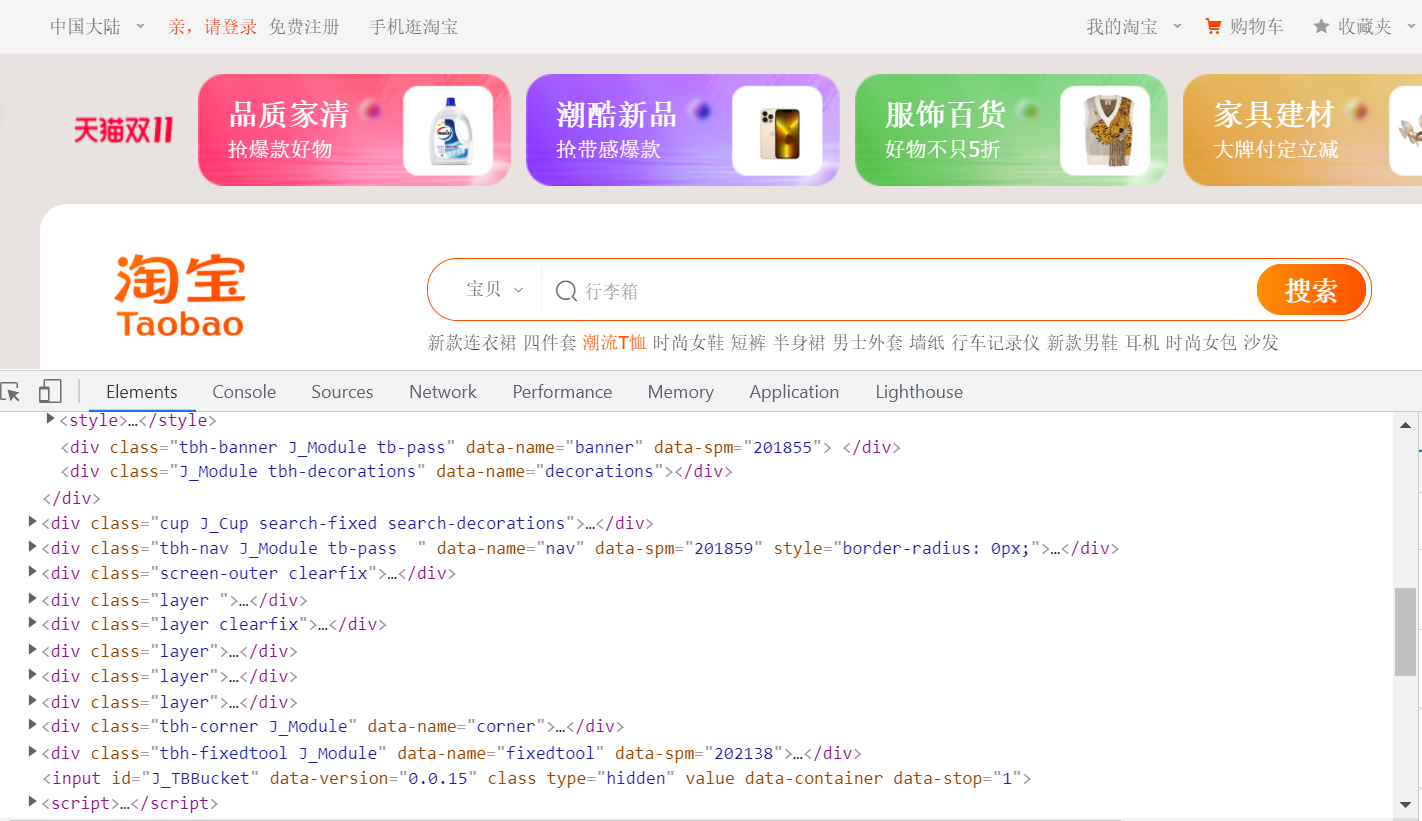 中国大陆 亲，请登录 免费注册 手机逛淘宝 我的淘宝 购物车 收藏夹
天猫双11
品质家清
抢爆款好物
潮酷新品
抢带感爆款
服饰百货
好物不只5折
家具建材
大牌付定立减
淘宝
Taobao
宝贝 行李箱 搜索
新款连衣裙 四件套 潮流T恤 时尚女鞋 短裤 半身裙 男士外套 墙纸 行车记录仪 新款男鞋 耳机 时尚女包 沙发
Elements Console Sources Network Performance Memory Application Lighthouse
<style>…</style>
<div class="tbh-banner J_Module tb-pass" data-name="banner" data-spm="201855"> </div>
<div class="J_Module tbh-decorations" data-name="decorations"></div>
</div>
<div class="cup J_Cup search-fixed search-decorations">…</div>
<div class="tbh-nav J_Module tb-pass  " data-name="nav" data-spm="201859" style="border-radius: 0px;">…</div>
<div class="screen-outer clearfix">…</div>
<div class="layer ">…</div>
<div class="layer clearfix">…</div>
<div class="layer">…</div>
<div class="layer">…</div>
<div class="layer">…</div>
<div class="tbh-corner J_Module" data-name="corner">…</div>
<div class="tbh-fixedtool J_Module" data-name="fixedtool" data-spm="202138">…</div>
<input id="J_TBBucket" data-version="0.0.15" class type="hidden" value data-container data-stop="1">
<script>…</script>